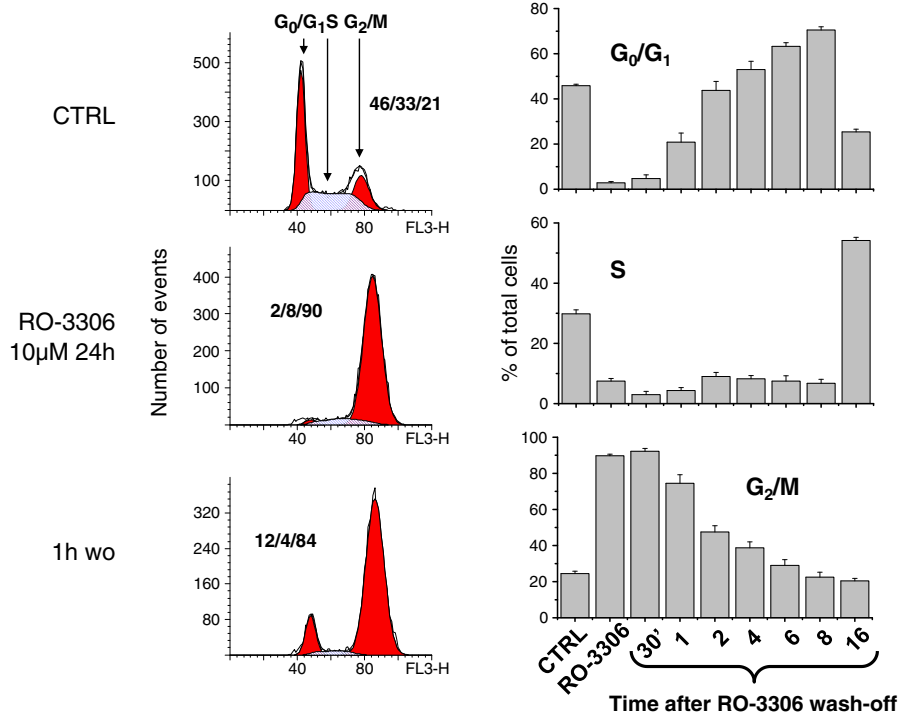 G0/G1 S G2/M
CTRL
500
300
100
46/33/21
40 80 FL3-H
RO-3306
10µM 24h
400
300
200
100
2/8/90
40 80 FL3-H
1h wo
320
240
160
80
12/4/84
40 80 FL3-H
Number of events
80
60
40
20
0
G0/G1
60
40
20
0
S
100
80
60
40
20
0
G2/M
% of total cells
CTRL RO-3306 30' 1 2 4 6 8 16
Time after RO-3306 wash-off